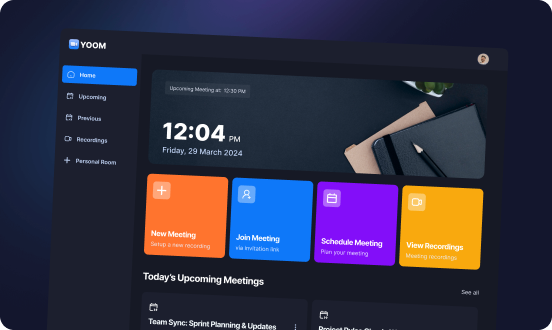 YOOM
Home
Upcoming
Previous
Recordings
Personal Room
Upcoming Meeting at: 12:30 PM
12:04 PM
Friday, 29 March 2024
New Meeting
Setup a new recording
Join Meeting
via invitation link
Schedule Meeting
Plan your meeting
View Recordings
Meeting recordings
Today's Upcoming Meetings
See all
Team Sync: Sprint Planning & Updates